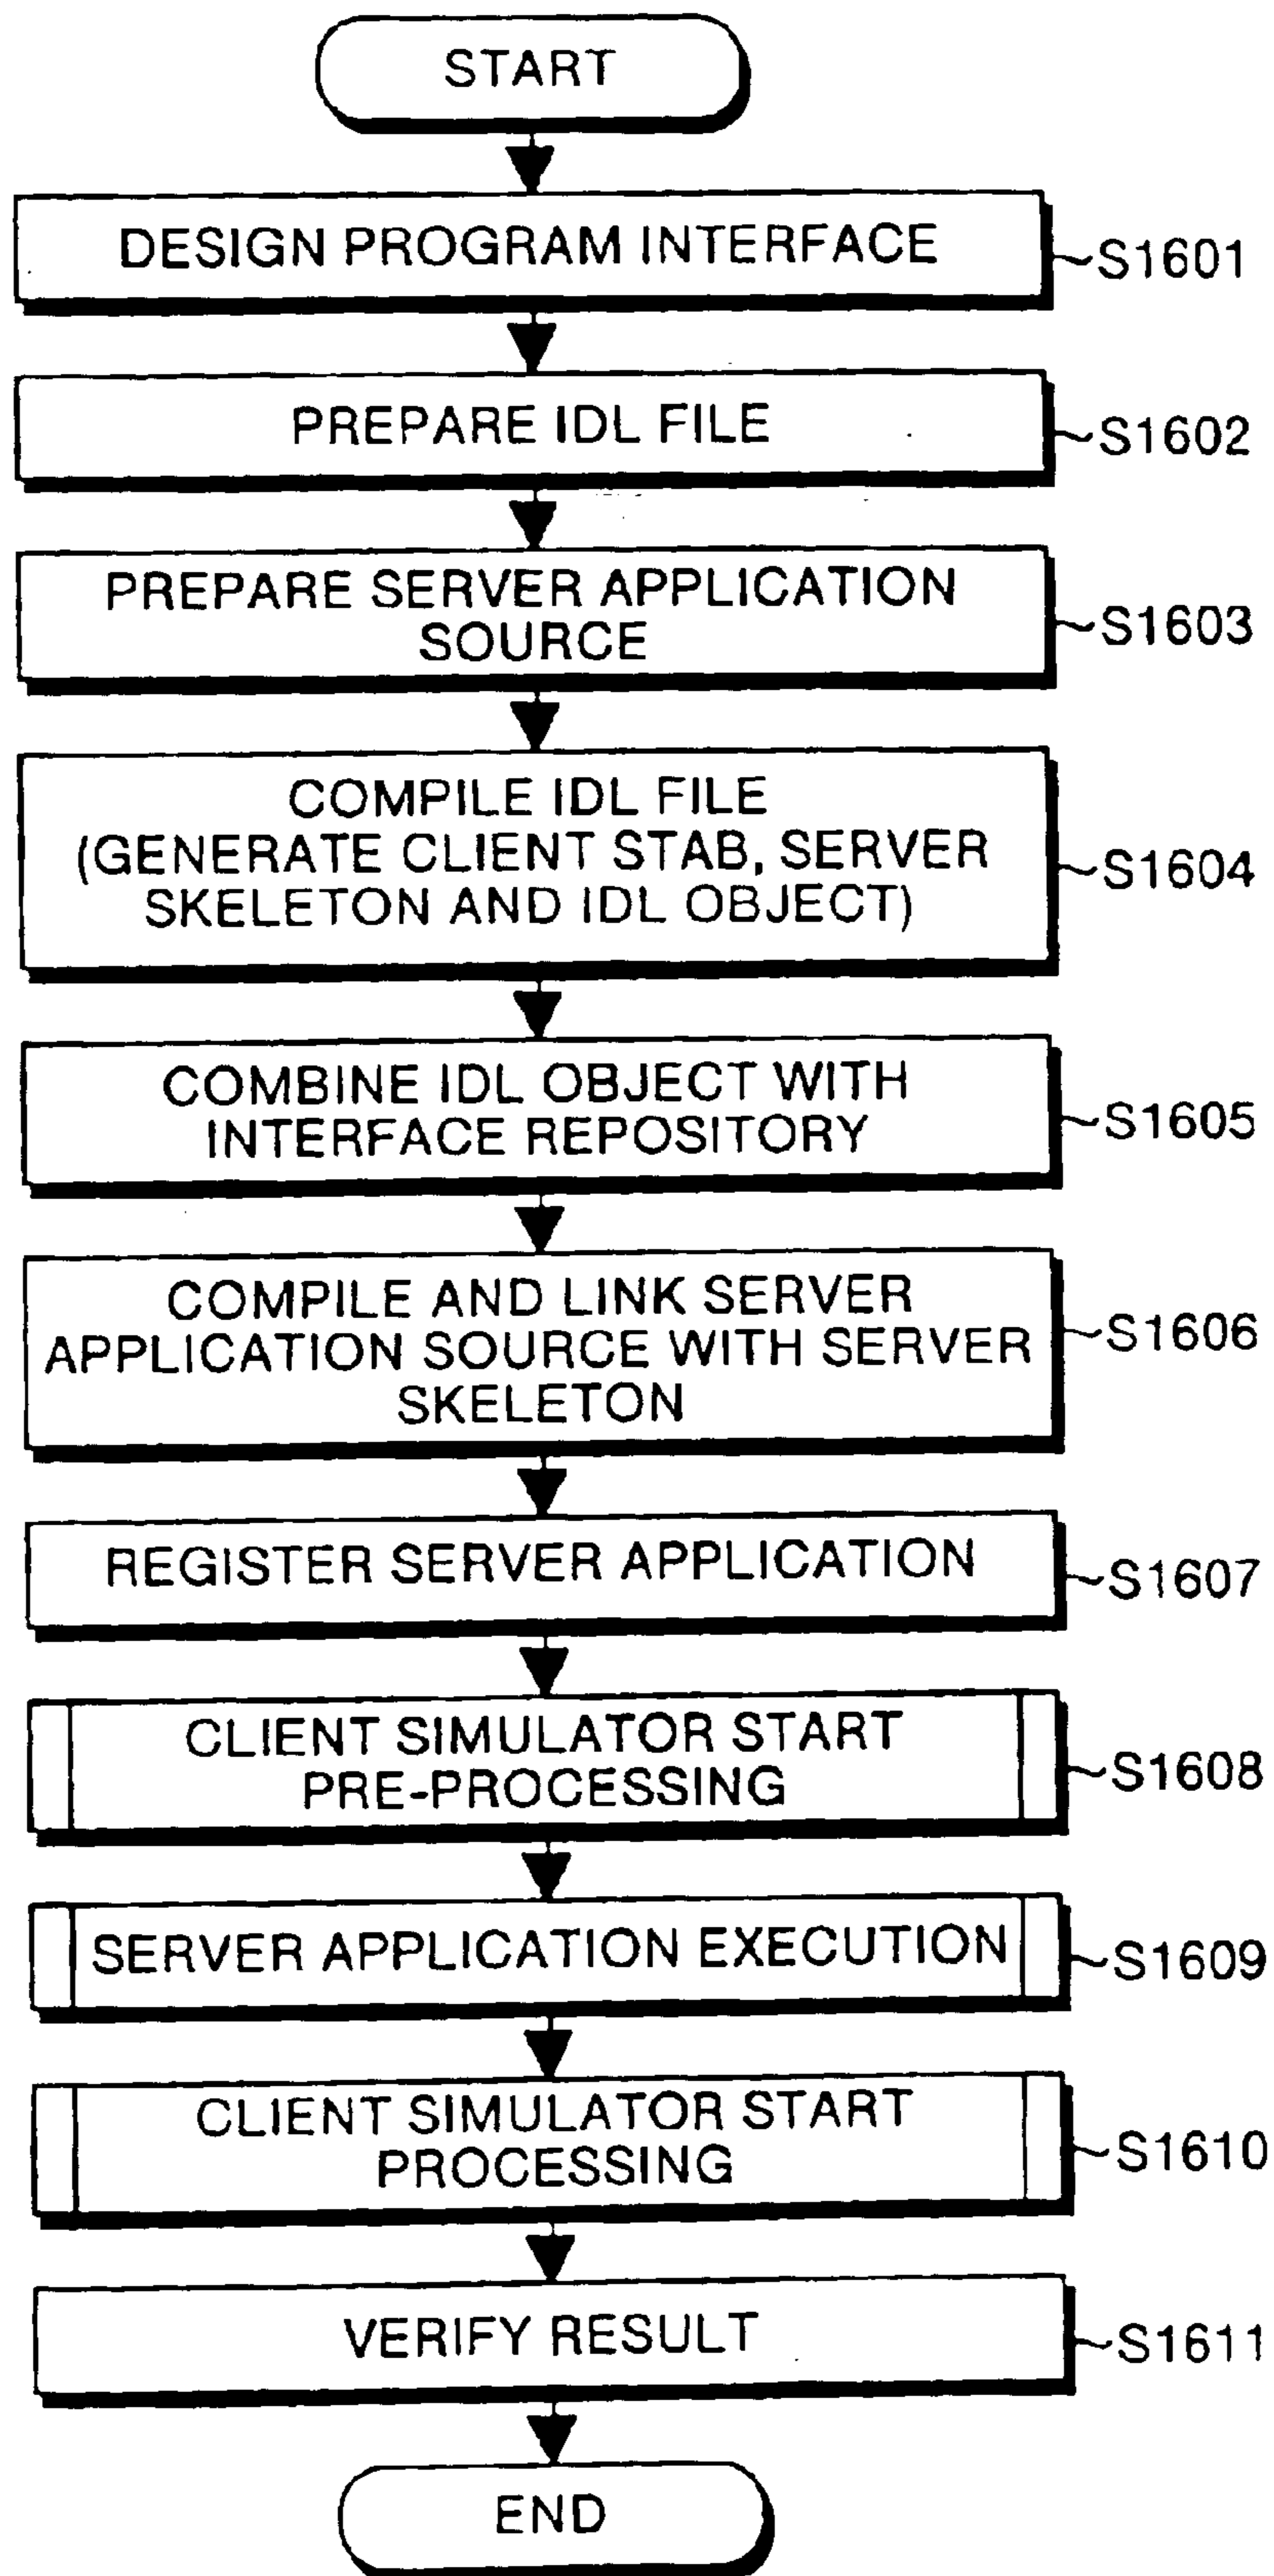 START
DESIGN PROGRAM INTERFACE
S1601
PREPARE IDL FILE
S1602
PREPARE SERVER APPLICATION
SOURCE
S1603
COMPILE IDL FILE
(GENERATE CLIENT STAB, SERVER
SKELETON AND IDL OBJECT)
S1604
COMBINE IDL OBJECT WITH
INTERFACE REPOSITORY
S1605
COMPILE AND LINK SERVER
APPLICATION SOURCE WITH SERVER
SKELETON
S1606
REGISTER SERVER APPLICATION
S1607
CLIENT SIMULATOR START
PRE-PROCESSING
S1608
SERVER APPLICATION EXECUTION
S1609
CLIENT SIMULATOR START
PROCESSING
S1610
VERIFY RESULT
S1611
END